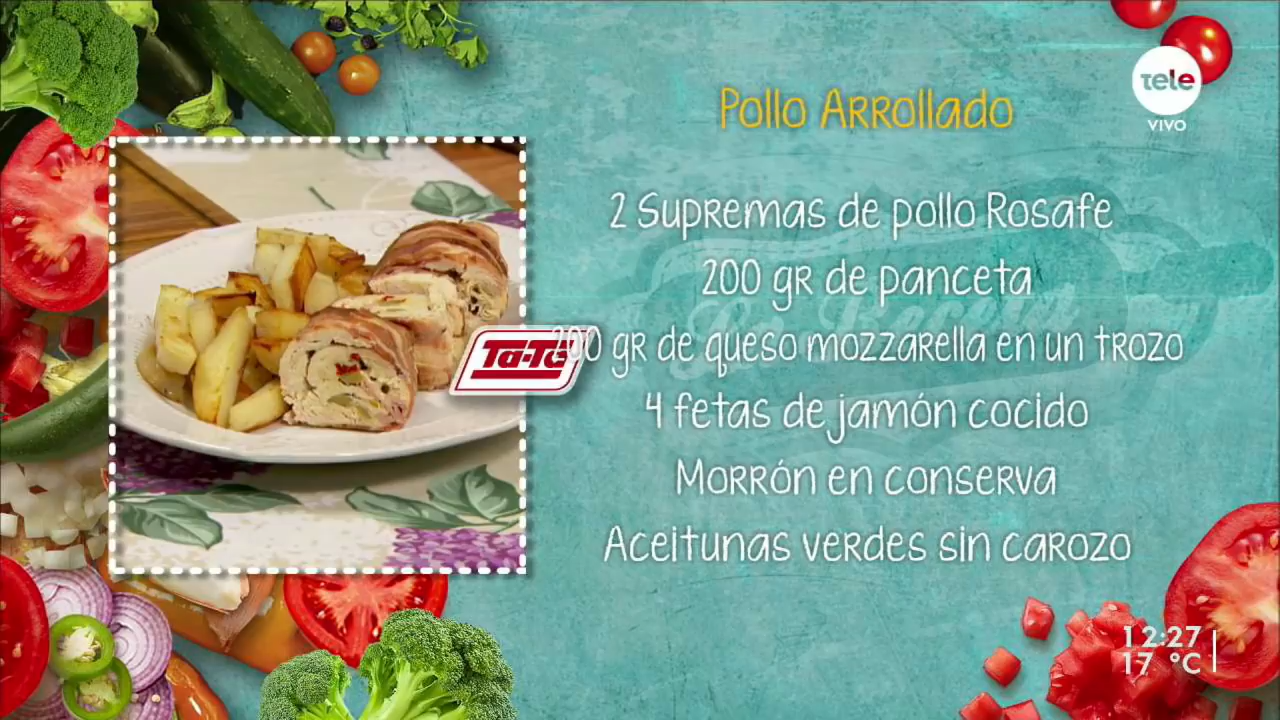 Pollo Arrollado
tele
VIVO
2 Supremas de pollo Rosafe
200 gr de panceta
gr de queso mozzarella en un trozo
Ta-Ta
4 fetas de jamón cocido
Morrón en conserva
Aceitunas verdes sin carozo
12:27
17 °C